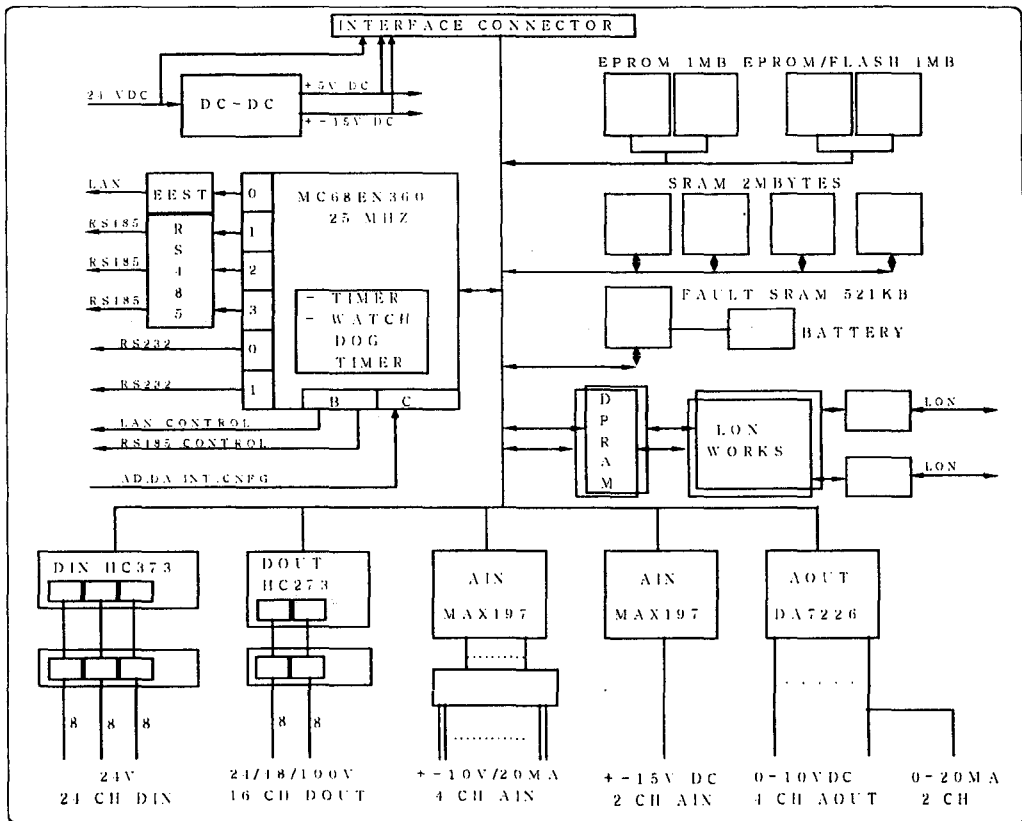 INTERFACE CONNECTOR
EPROM 1MB EPROM/FLASH 1MB
24 VDC
DC~DC
+5V DC
+-15V DC
LAN
EEST
0
MC68EN360
25 MHZ
SRAM 2MBYTES
RS485
RS485
1
RS485
2
RS485
3
- TIMER
- WATCH
DOG
TIMER
FAULT SRAM 521KB
BATTERY
RS232
0
RS232
1
B
C
LAN CONTROL
RS485 CONTROL
AD.DA INT.CNFG
DPRAM
LON
WORKS
LON
LON
DIN HC373
DOUT
HC273
AIN
MAX197
AIN
MAX197
AOUT
DA7226
8
8
8
8
8
24V
24 CH DIN
24/48/100V
16 CH DOUT
+-10V/20MA
4 CH AIN
+-15V DC
2 CH AIN
0-10VDC
4 CH AOUT
0-20MA
2 CH